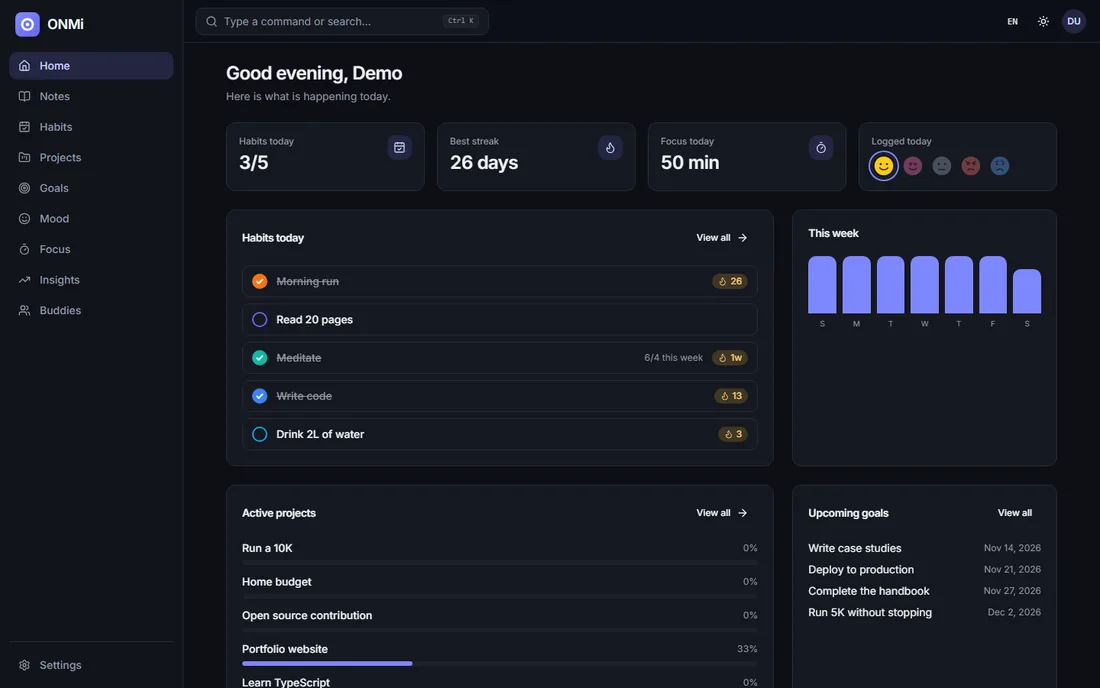 ONMi
Type a command or search...
Ctrl K
EN
DU
Home
Notes
Habits
Projects
Goals
Mood
Focus
Insights
Buddies
Settings
Good evening, Demo
Here is what is happening today.
Habits today
3/5
Best streak
26 days
Focus today
50 min
Logged today
Habits today
View all
Morning run
26
Read 20 pages
Meditate
6/4 this week
1w
Write code
13
Drink 2L of water
3
This week
S M T W T F S
Active projects
View all
Run a 10K
0%
Home budget
0%
Open source contribution
0%
Portfolio website
33%
Learn TypeScript
0%
Upcoming goals
View all
Write case studies
Nov 14, 2026
Deploy to production
Nov 21, 2026
Complete the handbook
Nov 27, 2026
Run 5K without stopping
Dec 2, 2026